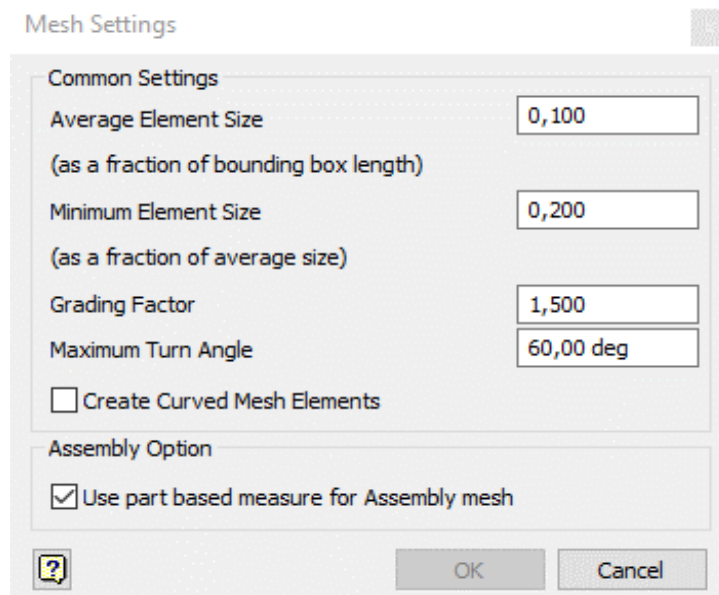 Mesh Settings
Common Settings
Average Element Size 0,100
(as a fraction of bounding box length)
Minimum Element Size 0,200
(as a fraction of average size)
Grading Factor 1,500
Maximum Turn Angle 60,00 deg
Create Curved Mesh Elements
Assembly Option
Use part based measure for Assembly mesh
? OK Cancel